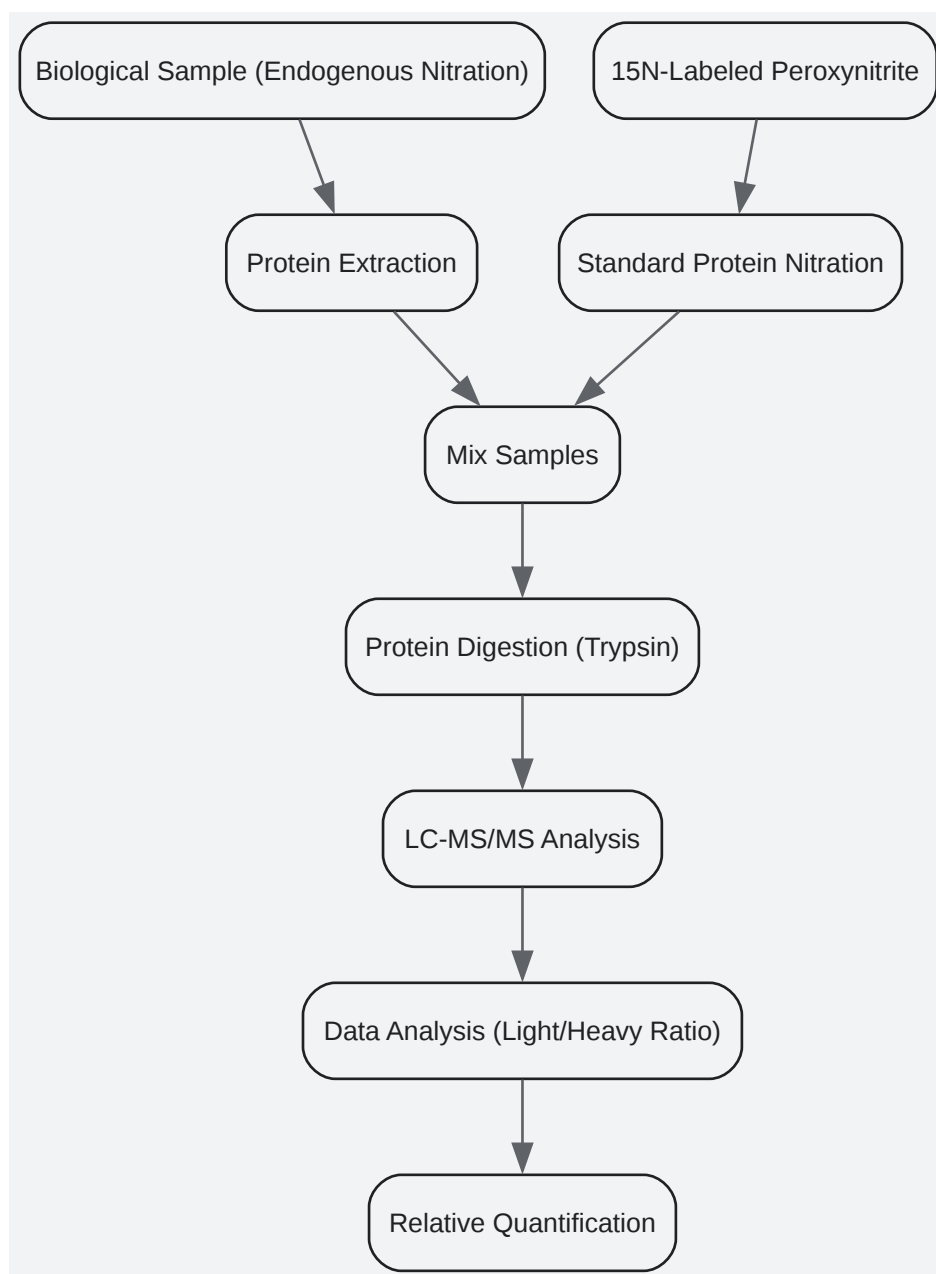 Biological Sample (Endogenous Nitration)
15N-Labeled Peroxynitrite
Protein Extraction
Standard Protein Nitration
Mix Samples
Protein Digestion (Trypsin)
LC-MS/MS Analysis
Data Analysis (Light/Heavy Ratio)
Relative Quantification